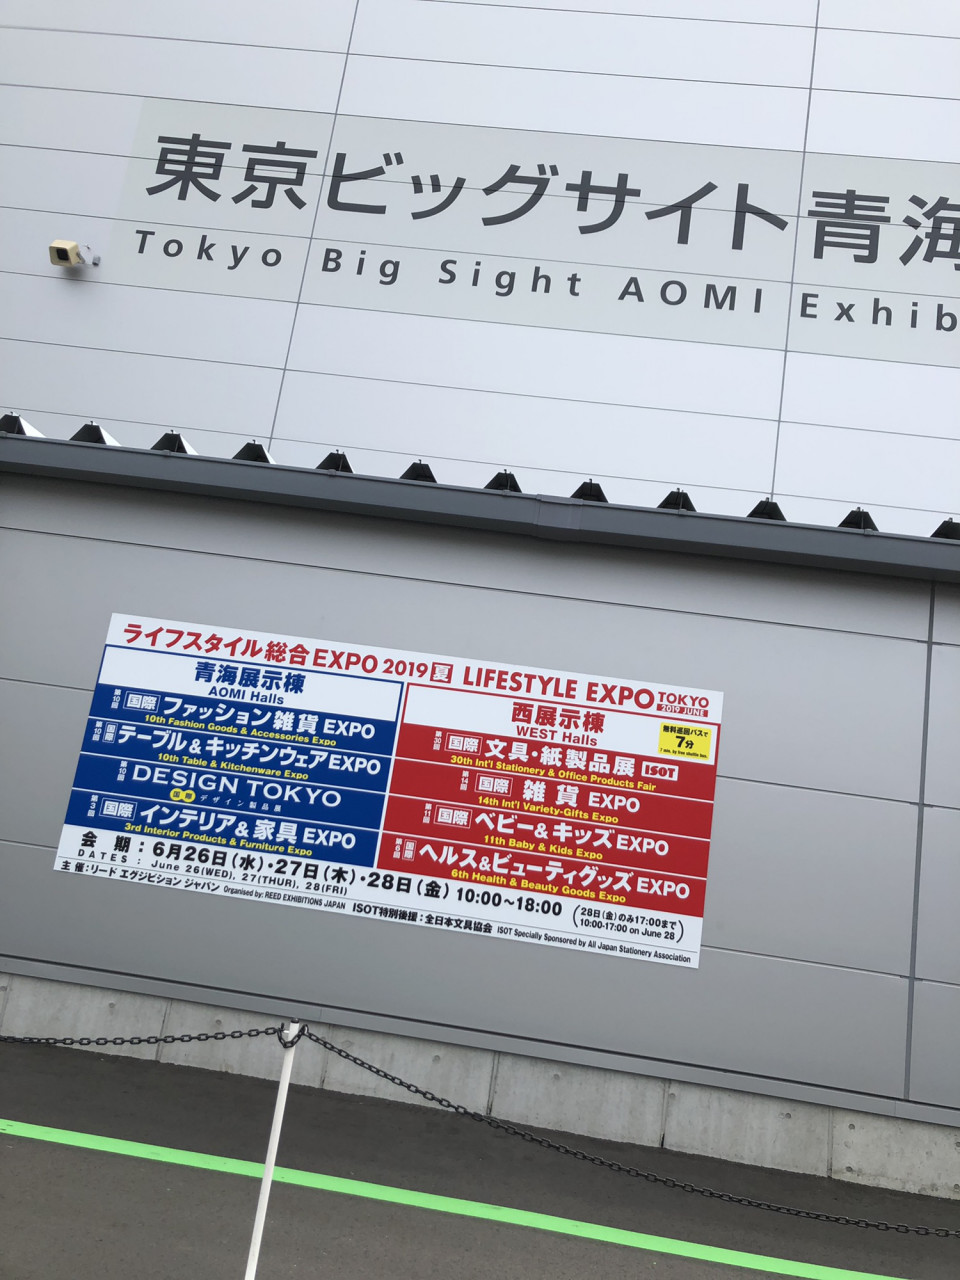 東京ビッグサイト青海
Tokyo Big Sight AOMI Exhib
ライフスタイル総合EXPO 2019 夏 LIFESTYLE EXPO TOKYO 2019 JUNE
青海展示棟
AOMI Halls
第10回 国際 ファッション雑貨 EXPO
10th Fashion Goods & Accessories Expo
第10回 国際 テーブル&キッチンウェアEXPO
10th Table & Kitchenware Expo
第10回 DESIGN TOKYO
国際 デザイン製品展
第3回 国際 インテリア&家具 EXPO
3rd Interior Products & Furniture Expo
西展示棟
WEST Halls
無料巡回バスで
7分
7 min. by free shuttle bus.
第30回 国際 文具・紙製品展 ISOT
30th Int'l Stationery & Office Products Fair
第14回 国際 雑貨 EXPO
14th Int'l Variety-Gifts Expo
第11回 国際 ベビー&キッズ EXPO
11th Baby & Kids Expo
第6回 国際 ヘルス&ビューティグッズ EXPO
6th Health & Beauty Goods Expo
会期:6月26日(水)・27日(木)・28日(金) 10:00~18:00 (28日(金)のみ17:00まで
DATES: June 26(WED), 27(THUR), 28(FRI) 10:00-17:00 on June 28)
主催:リード エグジビション ジャパン Organised by: REED EXHIBITIONS JAPAN ISOT特別後援:全日本文具協会 ISOT Specially Sponsored by All Japan Stationery Association